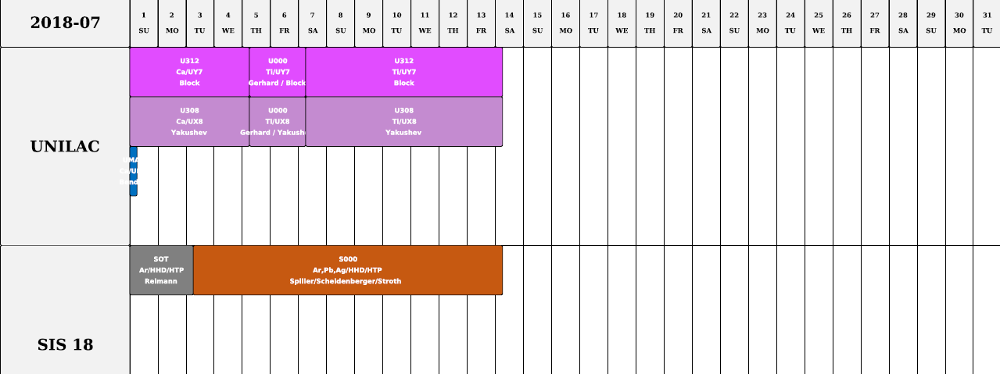 2018-07
1 2 3 4 5 6 7 8 9 10 11 12 13 14 15 16 17 18 19 20 21 22 23 24 25 26 27 28 29 30 31
SU MO TU WE TH FR SA SU MO TU WE TH FR SA SU MO TU WE TH FR SA SU MO TU WE TH FR SA SU MO TU
UNILAC
U312
Ca/UY7
Block
U000
TI/UY7
Gerhard / Block
U312
TI/UY7
Block
U308
Ca/UX8
Yakushev
U000
TI/UX8
Gerhard / Yakush
U308
TI/UX8
Yakushev
SIS 18
SOT
Ar/HHD/HTP
Reimann
S000
Ar,Pb,Ag/HHD/HTP
Spiller/Scheidenberger/Stroth